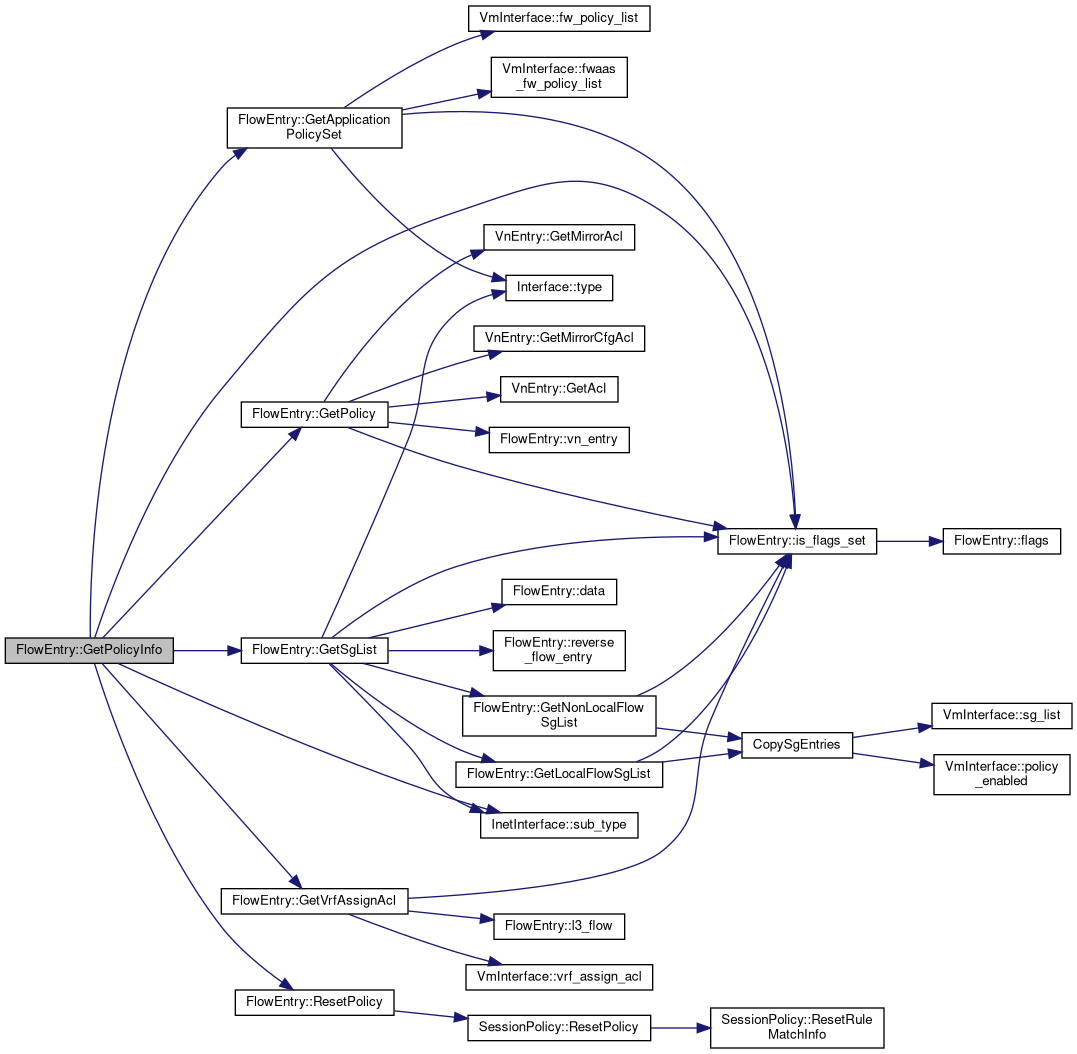 VmInterface::fw_policy_list
VmInterface::fwaas
_fw_policy_list
FlowEntry::GetApplication
PolicySet
VnEntry::GetMirrorAcl
Interface::type
VnEntry::GetMirrorCfgAcl
VnEntry::GetAcl
FlowEntry::GetPolicy
FlowEntry::vn_entry
FlowEntry::is_flags_set
FlowEntry::flags
FlowEntry::data
FlowEntry::GetPolicyInfo
FlowEntry::GetSgList
FlowEntry::reverse
_flow_entry
FlowEntry::GetNonLocalFlow
SgList
VmInterface::sg_list
CopySgEntries
FlowEntry::GetLocalFlowSgList
VmInterface::policy
_enabled
InetInterface::sub_type
FlowEntry::GetVrfAssignAcl
FlowEntry::l3_flow
VmInterface::vrf_assign_acl
FlowEntry::ResetPolicy
SessionPolicy::ResetPolicy
SessionPolicy::ResetRule
MatchInfo